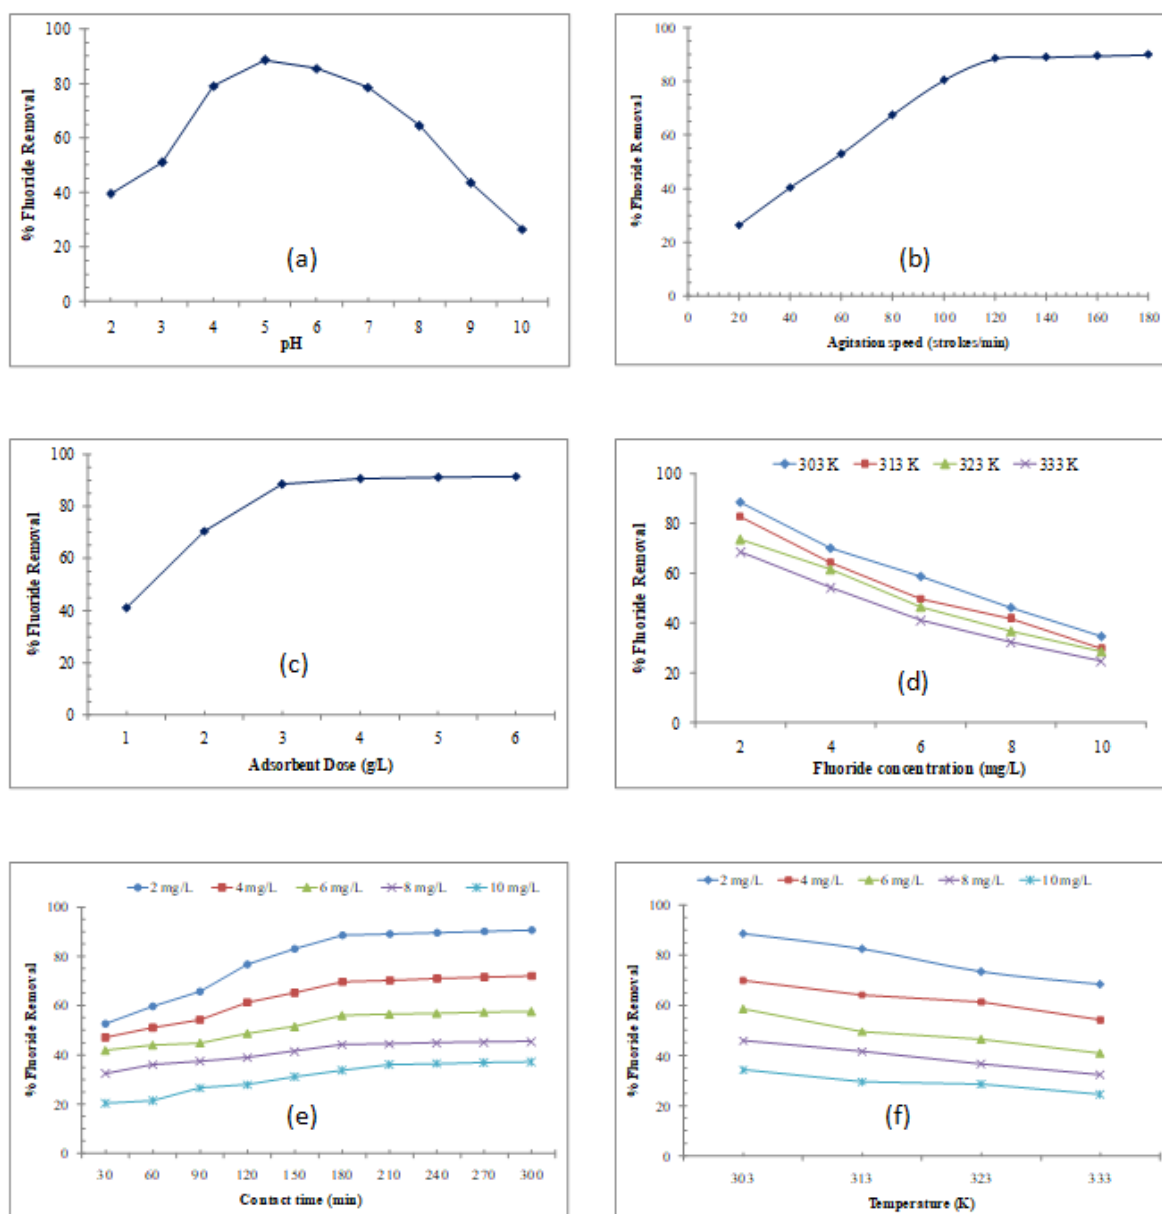 100
80
60
40
20
0
% Fluoride Removal
(a)
2 3 4 5 6 7 8 9 10
pH
100
80
60
40
20
0
% Fluoride Removal
(b)
0 20 40 60 80 100 120 140 160 180
Agitation speed (strokes/min)
100
80
60
40
20
0
% Fluoride Removal
(c)
1 2 3 4 5 6
Adsorbent Dose (g/L)
303 K 313 K 323 K 333 K
100
80
60
40
20
0
% Fluoride Removal
(d)
2 4 6 8 10
Fluoride concentration (mg/L)
2 mg/L 4 mg/L 6 mg/L 8 mg/L 10 mg/L
100
80
60
40
20
0
% Fluoride Removal
(e)
30 60 90 120 150 180 210 240 270 300
Contact time (min)
2 mg/L 4 mg/L 6 mg/L 8 mg/L 10 mg/L
100
80
60
40
20
0
% Fluoride Removal
(f)
303 313 323 333
Temperature (K)